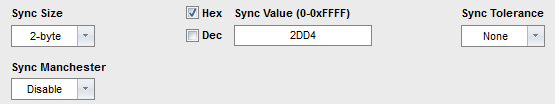 Sync Size
Hex
Sync Value (0-0xFFFF)
Sync Tolerance
2-byte
Dec
2DD4
None
Sync Manchester
Disable